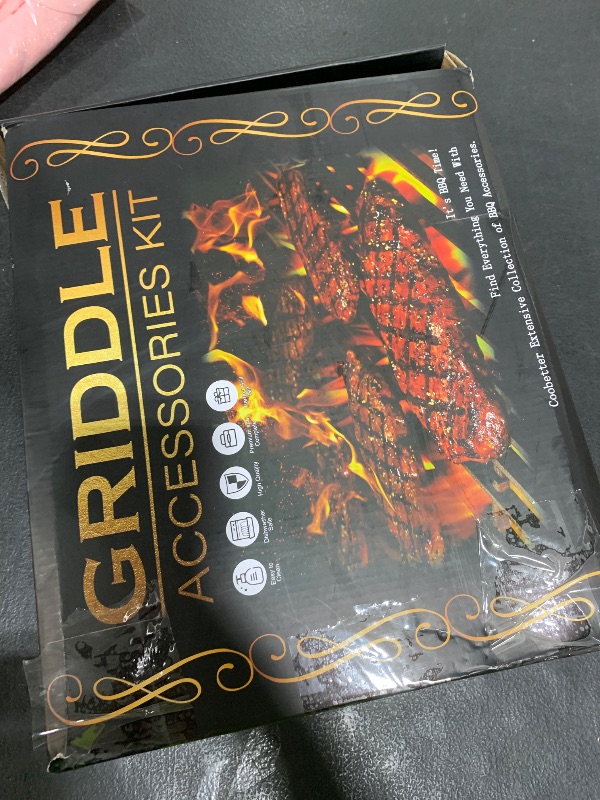 GRIDDLE
ACCESSORIES KIT
Easy to
Clean
Dishwasher
Safe
High Quality
Premium
It's BBQ Time!
Find Everything You Need With
Coobetter Extensive Collection of BBQ Accessories.